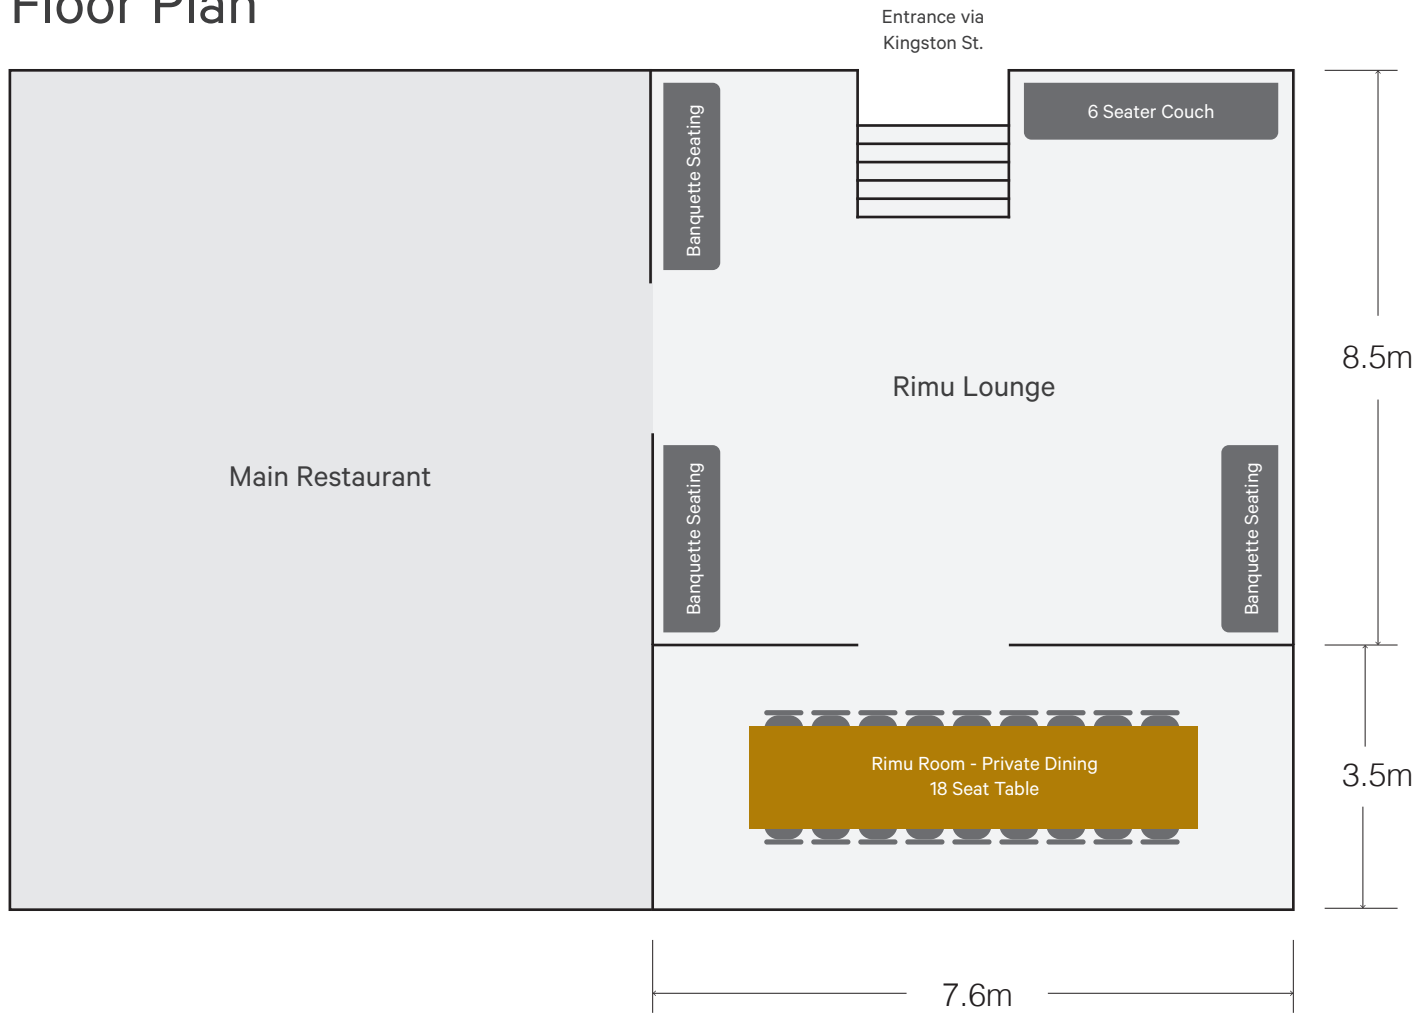 Floor Plan
Entrance via
Kingston St.
Banquette Seating
6 Seater Couch
8.5m
Rimu Lounge
Main Restaurant
Banquette Seating
Banquette Seating
Rimu Room - Private Dining
18 Seat Table
3.5m
7.6m